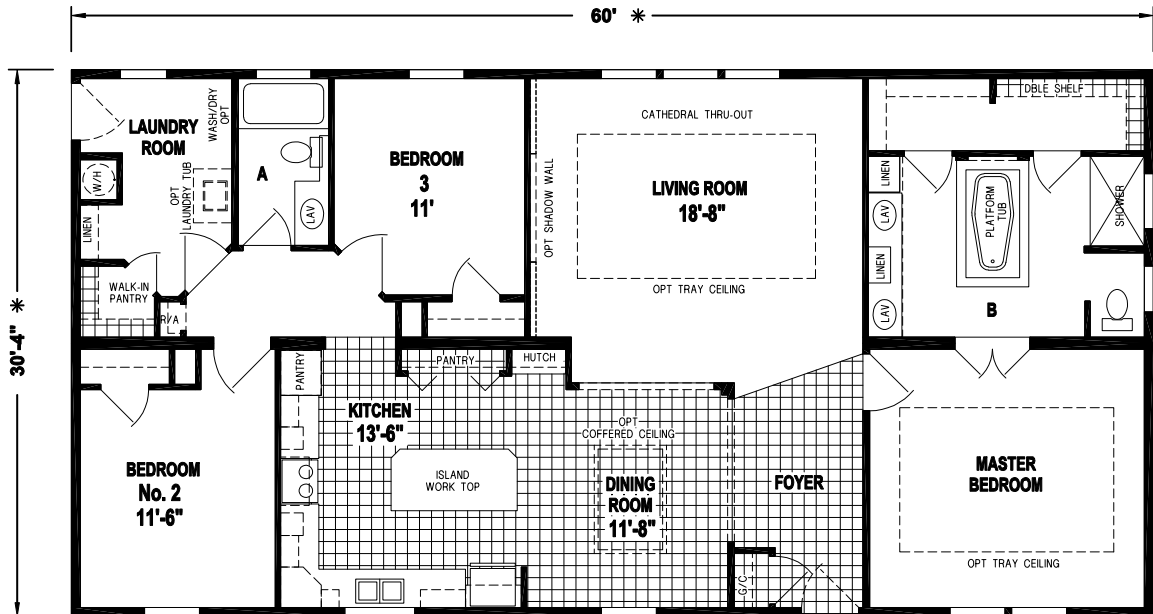 60' *
30'-4" *
LAUNDRY
ROOM
WASH/DRY
OPT
W/H
OPT
LAUNDRY TUB
LINEN
WALK-IN
PANTRY
R/A
A
LAV
BEDROOM
3
11'
OPT SHADOW WALL
CATHEDRAL THRU-OUT
LIVING ROOM
18'-8"
OPT TRAY CEILING
DBLE SHELF
LINEN
LAV
LINEN
LAV
PLATFORM
TUB
SHOWER
B
BEDROOM
No. 2
11'-6"
PANTRY
KITCHEN
13'-6"
PANTRY
HUTCH
ISLAND
WORK TOP
OPT
COFFERED CEILING
DINING
ROOM
11'-8"
FOYER
G/C
MASTER
BEDROOM
OPT TRAY CEILING